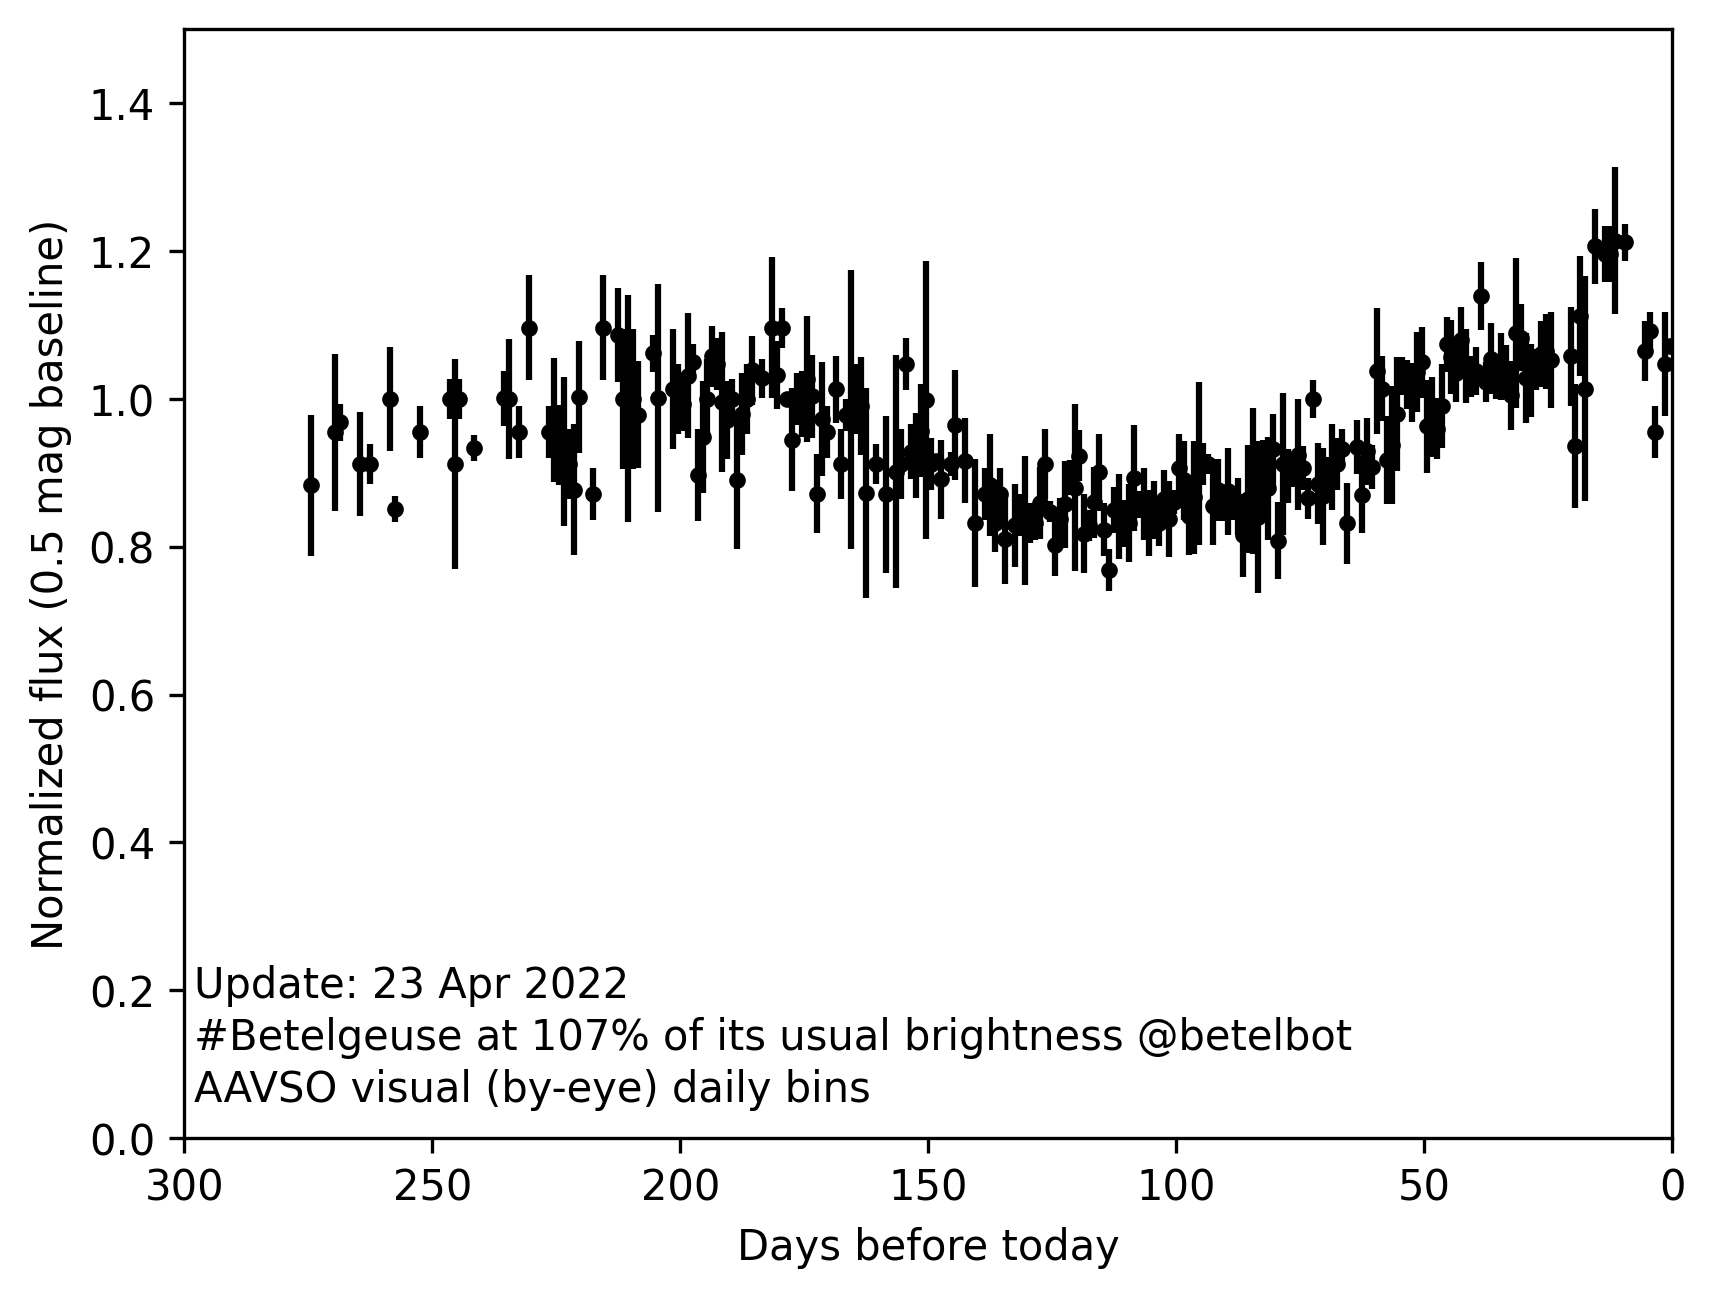 1.4
1.2
1.0
0.8
0.6
0.4
0.2
0.0
Normalized flux (0.5 mag baseline)
Update: 23 Apr 2022
#Betelgeuse at 107% of its usual brightness @betelbot
AAVSO visual (by-eye) daily bins
300 250 200 150 100 50 0
Days before today